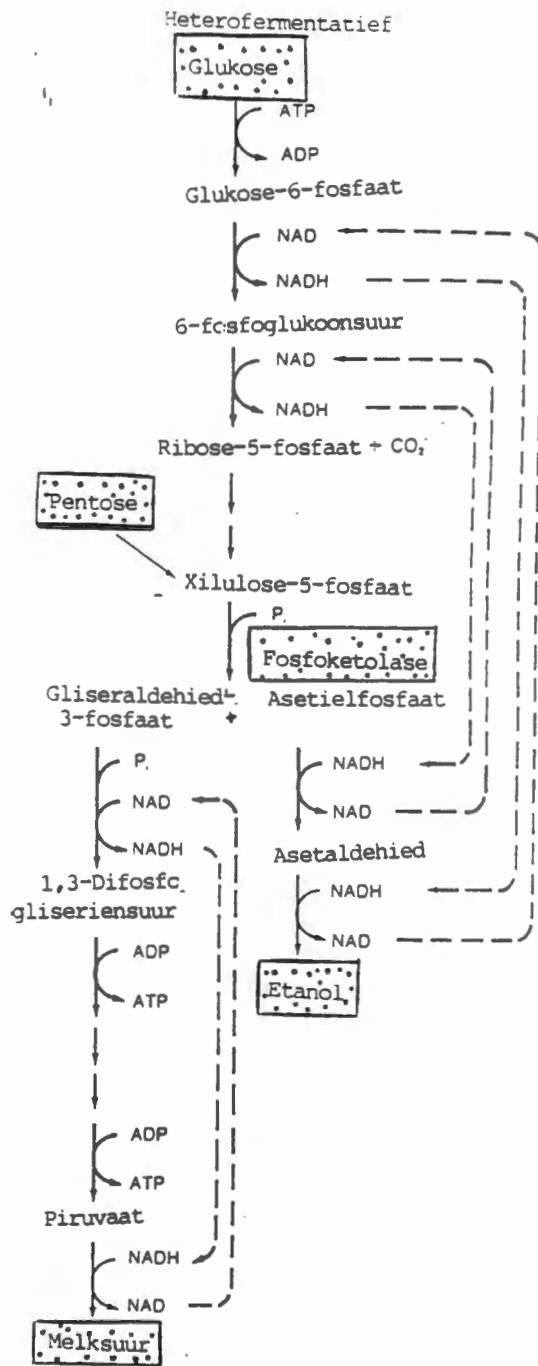 Heterofermentatief
Glukose
ATP
ADP
Glukose-6-fosfaat
NAD
NADH
6-fosfoglukoonsuur
NAD
NADH
Ribose-5-fosfaat + CO₂
Pentose
Xilulose-5-fosfaat
P.
Fosfoketolase
Gliseraldehied-
3-fosfaat
+
Asetielfosfaat
P.
NAD
NADH
NADH
NAD
Asetaldehied
1,3-Difosfo
gliseriensuur
NADH
NAD
Etanol
ADP
ATP
ADP
ATP
Piruvaat
NADH
NAD
Melksuur